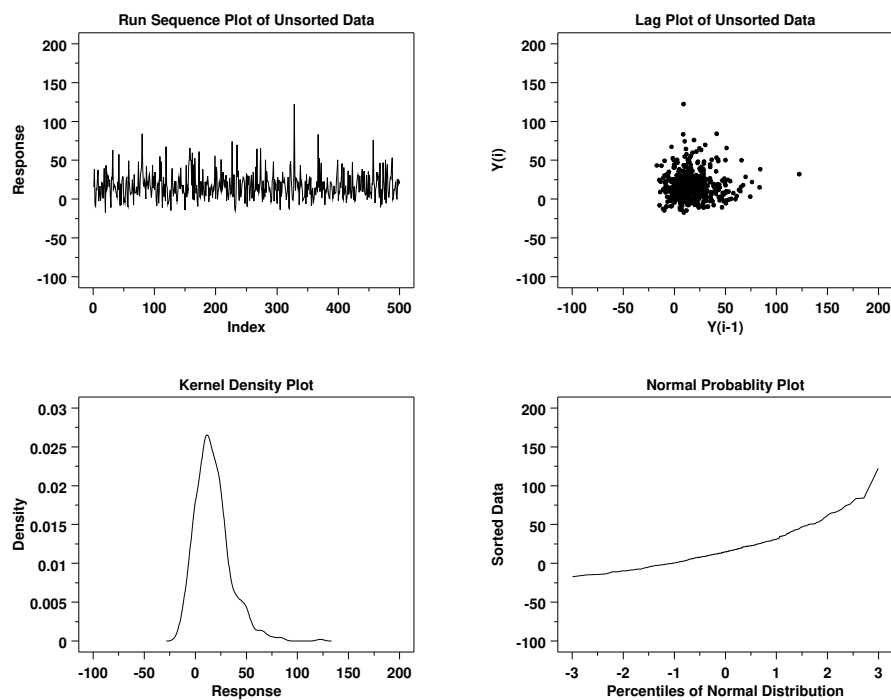 Run Sequence Plot of Unsorted Data
200
150
100
50
0
-50
-100
Response
0 100 200 300 400 500
Index
Lag Plot of Unsorted Data
200
150
100
50
0
-50
-100
Y(i)
-100 -50 0 50 100 150 200
Y(i-1)
Kernel Density Plot
0.03
0.025
0.02
0.015
0.01
0.005
0
Density
-100 -50 0 50 100 150 200
Response
Normal Probablity Plot
200
150
100
50
0
-50
-100
Sorted Data
-3 -2 -1 0 1 2 3
Percentiles of Normal Distribution